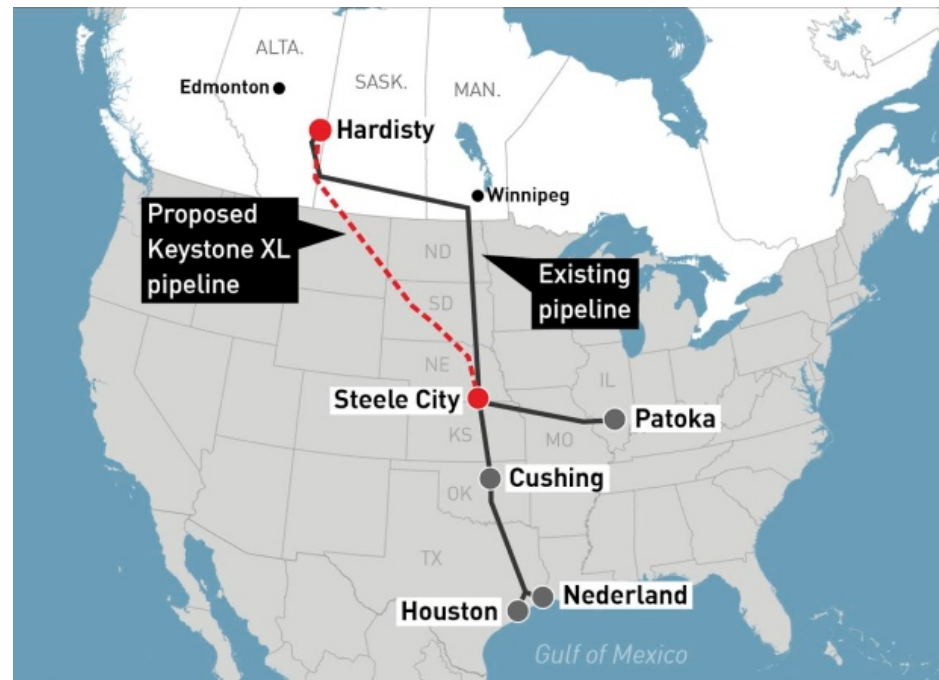 ALTA.
Edmonton
SASK.
MAN.
Hardisty
Winnipeg
Proposed
Keystone XL
pipeline
ND
Existing
pipeline
SD
NE
IL
Steele City
Patoka
KS
MO
Cushing
OK
TX
Nederland
Houston
Gulf of Mexico